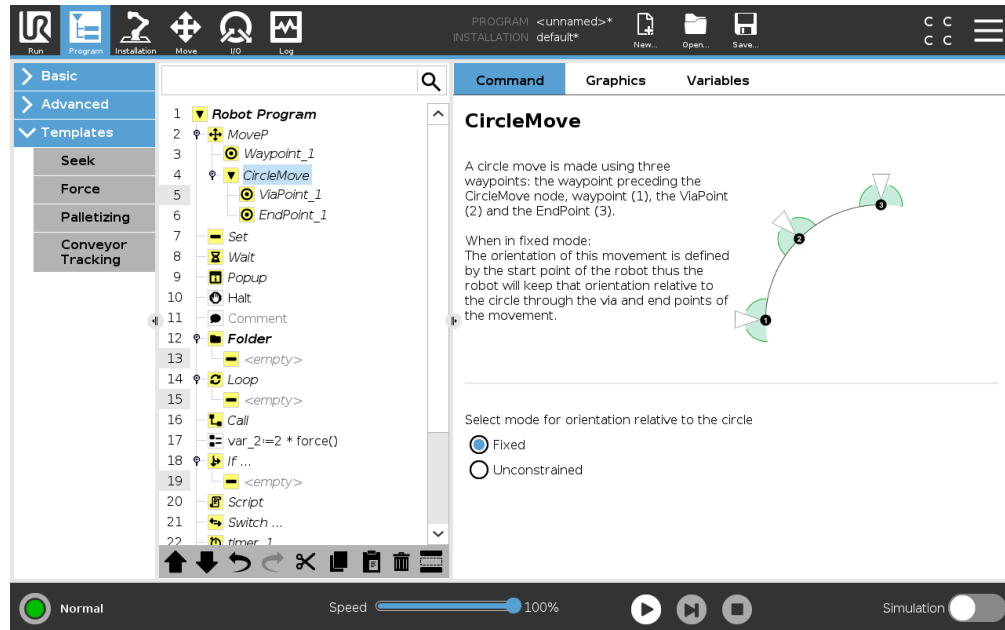 PROGRAM <unnamed>*
INSTALLATION default*
UR
Run
Program
Installation
Move
I/O
Log
New...
Open...
Save...
C C
C C
Basic
Advanced
Templates
Seek
Force
Palletizing
Conveyor
Tracking
1 Robot Program
2 MoveP
3 Waypoint_1
4 CircleMove
5 ViaPoint_1
6 EndPoint_1
7 Set
8 Wait
9 Popup
10 Halt
11 Comment
12 Folder
13 <empty>
14 Loop
15 <empty>
16 Call
17 var_2:=2 * force()
18 If ...
19 <empty>
20 Script
21 Switch ...
22 timer_1
Command
Graphics
Variables
CircleMove
A circle move is made using three
waypoints: the waypoint preceding the
CircleMove node, waypoint (1), the ViaPoint
(2) and the EndPoint (3).
When in fixed mode:
The orientation of this movement is defined
by the start point of the robot thus the
robot will keep that orientation relative to
the circle through the via and end points of
the movement.
3
2
1
Select mode for orientation relative to the circle
Fixed
Unconstrained
Normal
Speed
100%
Simulation